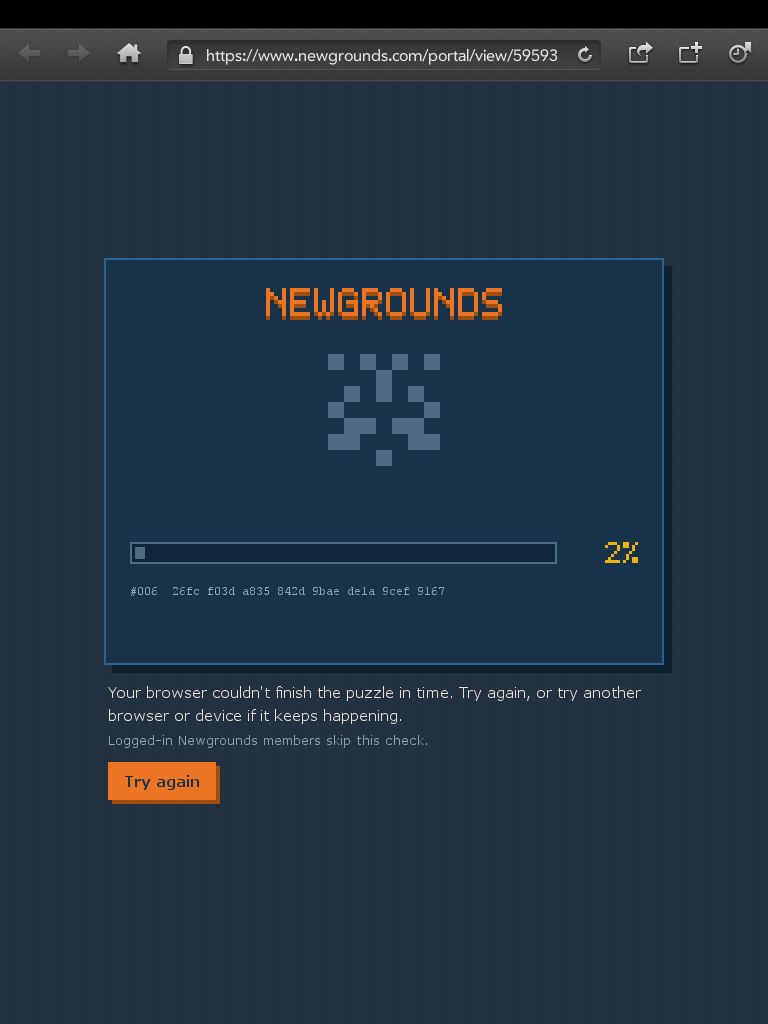 https://www.newgrounds.com/portal/view/59593
NEWGROUNDS
2%
#006 26fc f03d a835 842d 9bae de1a 9cef 9167
Your browser couldn't finish the puzzle in time. Try again, or try another
browser or device if it keeps happening.
Logged-in Newgrounds members skip this check.
Try again